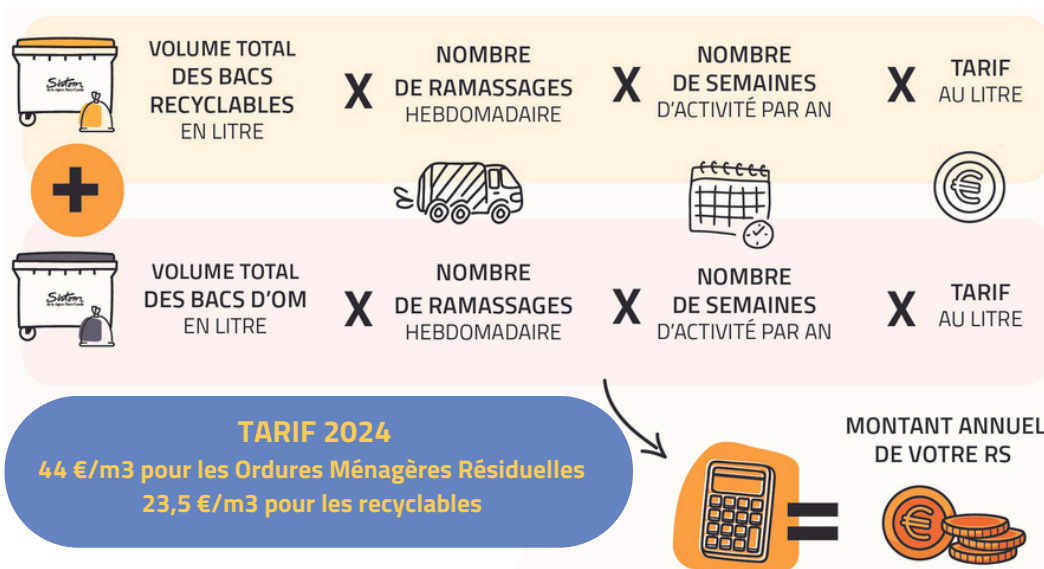 VOLUME TOTAL
DES BACS
RECYCLABLES
EN LITRE
X
NOMBRE
DE RAMASSAGES
HEBDOMADAIRE
X
NOMBRE
DE SEMAINES
D'ACTIVITÉ PAR AN
X
TARIF
AU LITRE
Sistom
+
€
VOLUME TOTAL
DES BACS D'OM
EN LITRE
X
NOMBRE
DE RAMASSAGES
HEBDOMADAIRE
X
NOMBRE
DE SEMAINES
D'ACTIVITÉ PAR AN
X
TARIF
AU LITRE
Sistom
TARIF 2024
44 €/m3 pour les Ordures Ménagères Résiduelles
23,5 €/m3 pour les recyclables
=
MONTANT ANNUEL
DE VOTRE RS
€